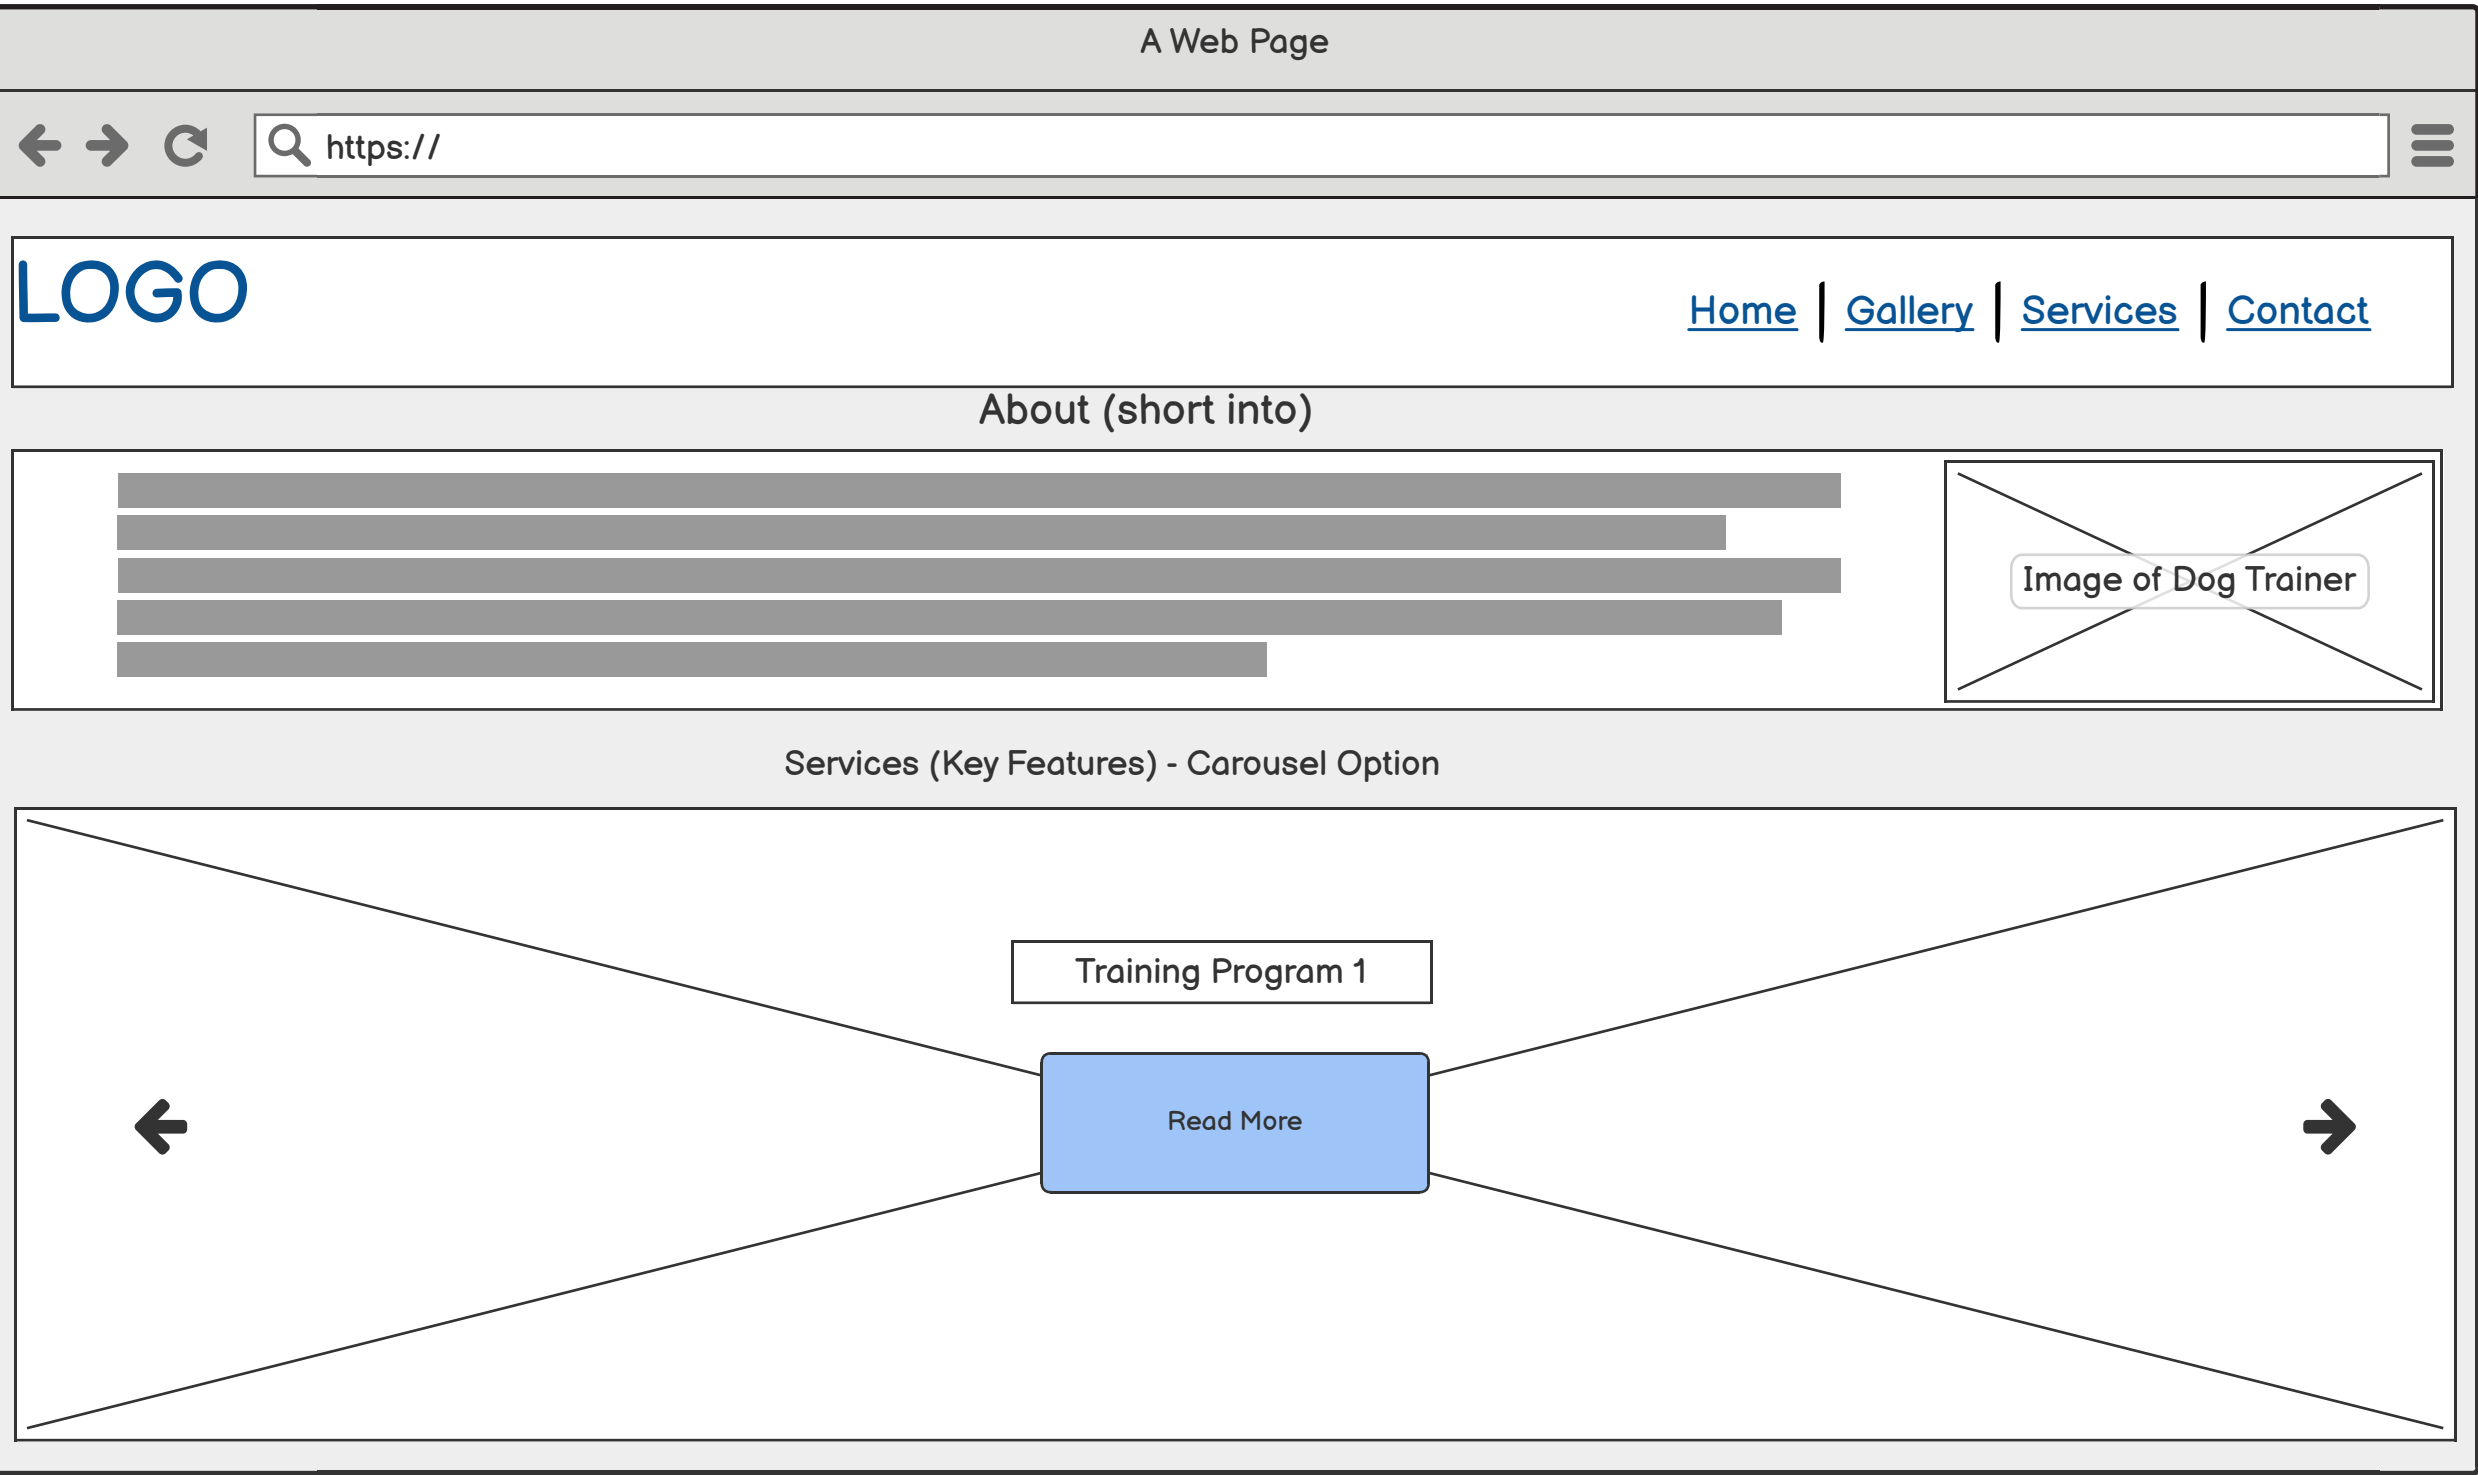 A Web Page
https://
LOGO
Home | Gallery | Services | Contact
About (short into)
Image of Dog Trainer
Services (Key Features) - Carousel Option
Training Program 1
Read More